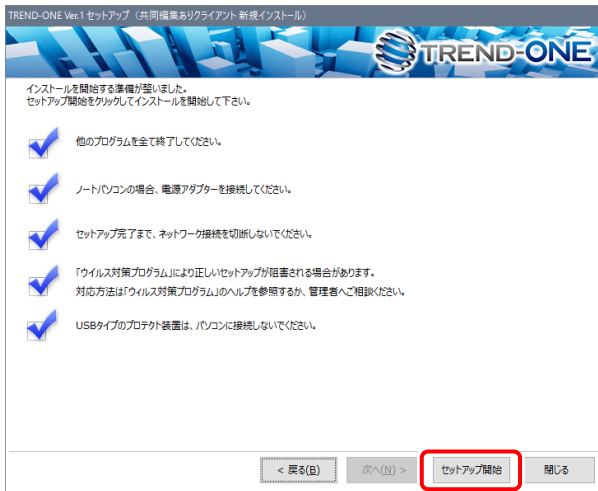 TREND-ONE Ver.1 セットアップ（共同編集ありクライアント 新規インストール）
TREND-ONE
インストールを開始する準備が整いました。
セットアップ開始をクリックしてインストールを開始して下さい。
他のプログラムを全て終了してください。
ノートパソコンの場合、電源アダプターを接続してください。
セットアップ完了まで、ネットワーク接続を切断しないでください。
「ウイルス対策プログラム」により正しいセットアップが阻害される場合があります。
対応方法は「ウィルス対策プログラム」のヘルプを参照するか、管理者へご相談ください。
USBタイプのプロテクト装置は、パソコンに接続しないでください。
< 戻る(B) 次へ(N) > セットアップ開始 閉じる